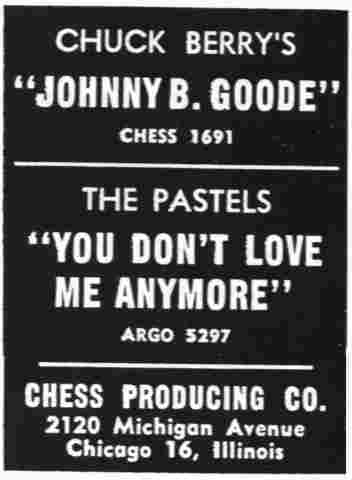 CHUCK BERRY'S
"JOHNNY B. GOODE"
CHESS 1691
THE PASTELS
"YOU DON'T LOVE
ME ANYMORE"
ARGO 5297
CHESS PRODUCING CO.
2120 Michigan Avenue
Chicago 16, Illinois